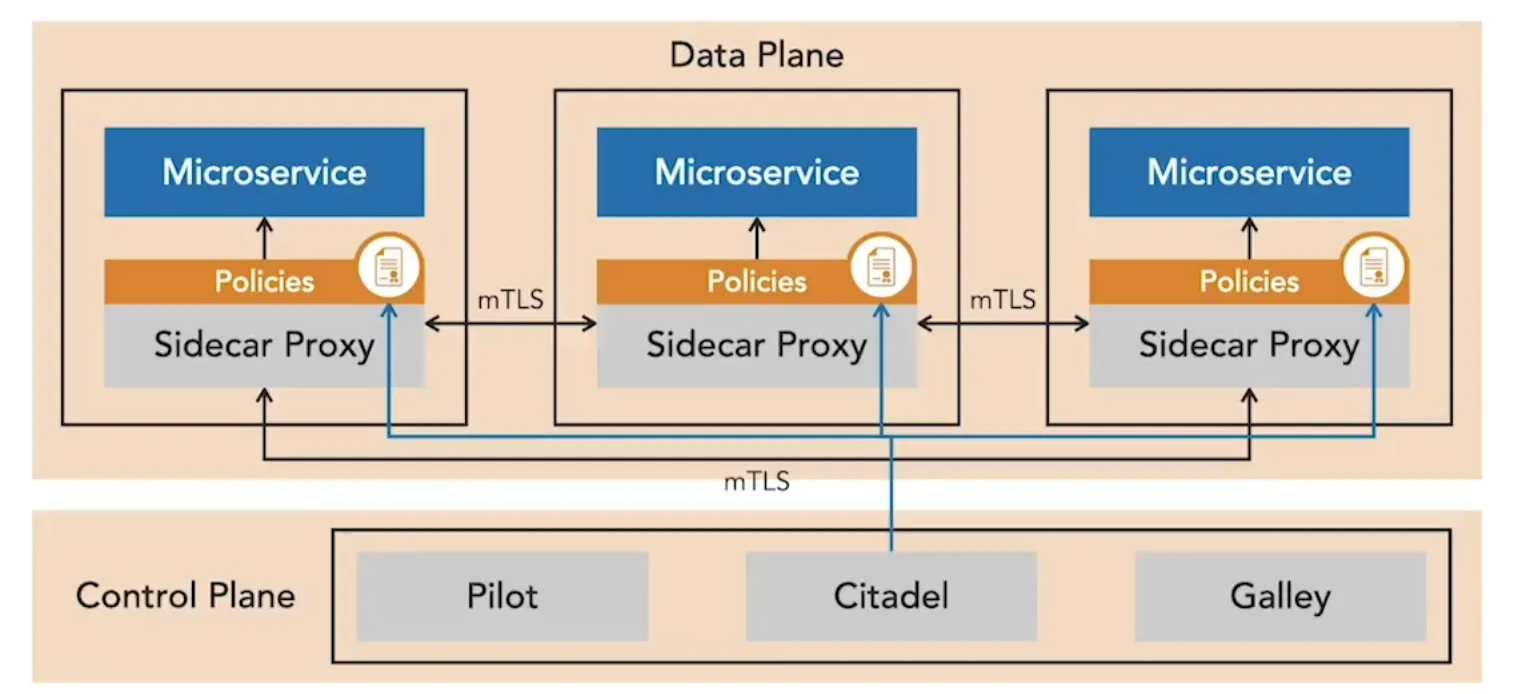 Data Plane
Microservice
Microservice
Microservice
Policies
Policies
Policies
mTLS
mTLS
Sidecar Proxy
Sidecar Proxy
Sidecar Proxy
mTLS
Control Plane
Pilot
Citadel
Galley